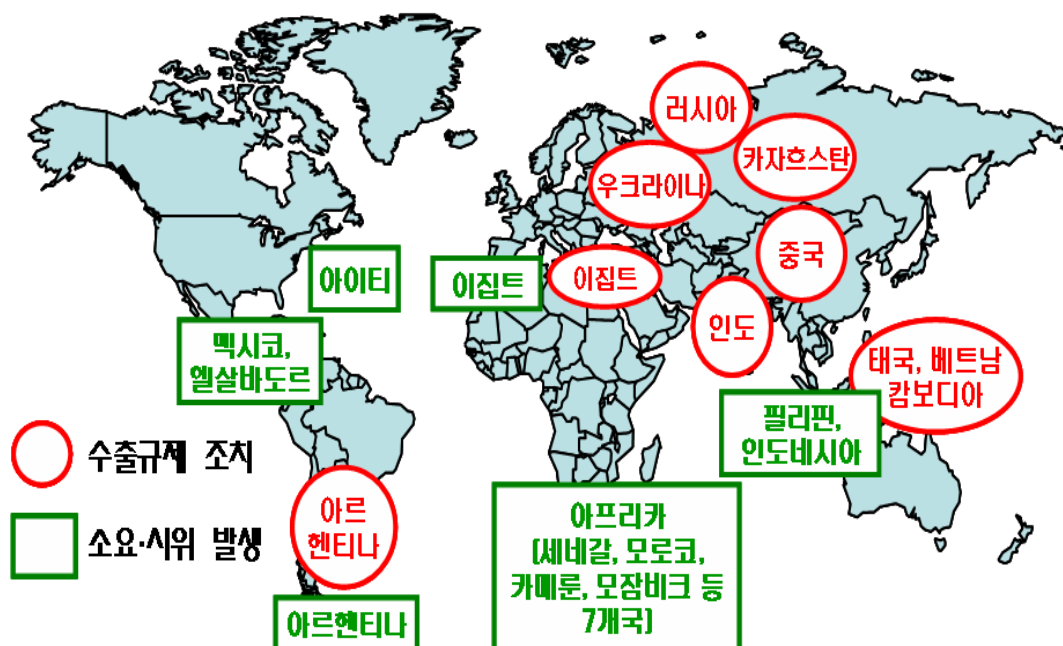 러시아
카자흐스탄
우크라이나
중국
아이티
이집트
이집트
인도
멕시코,
엘살바도르
태국, 베트남
캄보디아
필리핀,
인도네시아
수출규제 조치
아르
헨티나
소요·시위 발생
아프리카
(세네갈, 모로코,
카메룬, 모잠비크 등
7개국)
아르헨티나